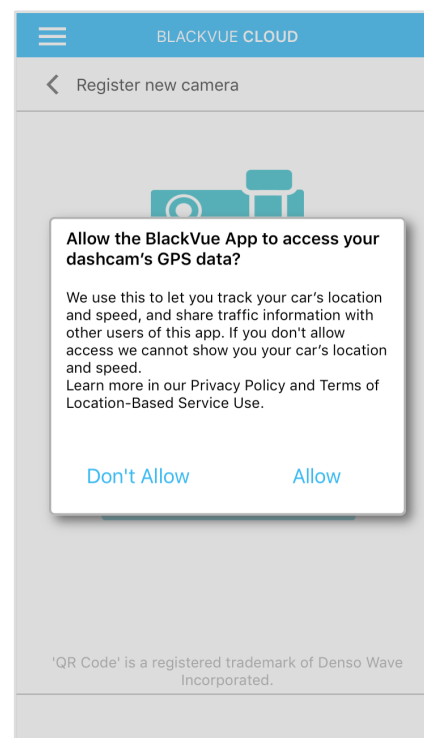 BLACKVUE CLOUD
Register new camera
Allow the BlackVue App to access your
dashcam's GPS data?
We use this to let you track your car's location
and speed, and share traffic information with
other users of this app. If you don't allow
access we cannot show you your car's location
and speed.
Learn more in our Privacy Policy and Terms of
Location-Based Service Use.
Don't Allow Allow
'QR Code' is a registered trademark of Denso Wave
Incorporated.